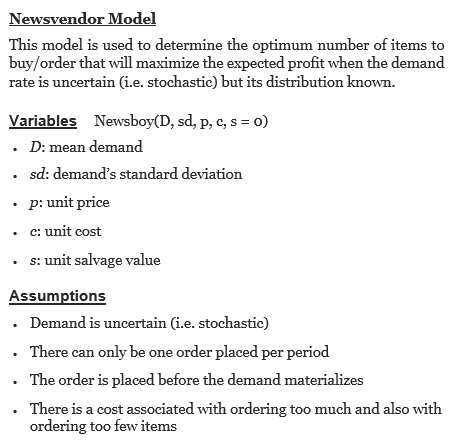 Newsvendor Model
This model is used to determine the optimum number of items to
buy/order that will maximize the expected profit when the demand
rate is uncertain (i.e. stochastic) but its distribution known.
Variables Newsboy(D, sd, p, c, s = 0)
• D: mean demand
• sd: demand's standard deviation
• p: unit price
• c: unit cost
• s: unit salvage value
Assumptions
• Demand is uncertain (i.e. stochastic)
• There can only be one order placed per period
• The order is placed before the demand materializes
• There is a cost associated with ordering too much and also with
ordering too few items